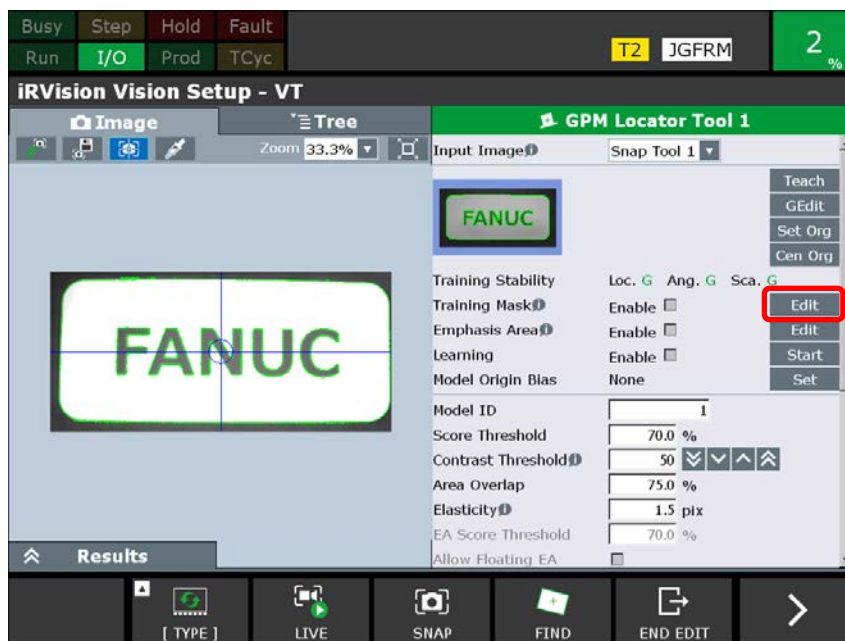 Busy Step Hold Fault
Run I/O Prod TCyc
T2 JGFRM
2 %
iRVision Vision Setup - VT
Image Tree
GPM Locator Tool 1
Zoom 33.3%
Input Image Snap Tool 1
FANUC
Teach
GEdit
Set Org
Cen Org
Training Stability Loc. G Ang. G Sca. G
Training Mask Enable Edit
Emphasis Area Enable Edit
Learning Enable Start
Model Origin Bias None Set
FANUC
Model ID 1
Score Threshold 70.0 %
Contrast Threshold 50
Area Overlap 75.0 %
Elasticity 1.5 pix
EA Score Threshold 70.0 %
Allow Floating EA
Results
[ TYPE ] LIVE SNAP FIND END EDIT